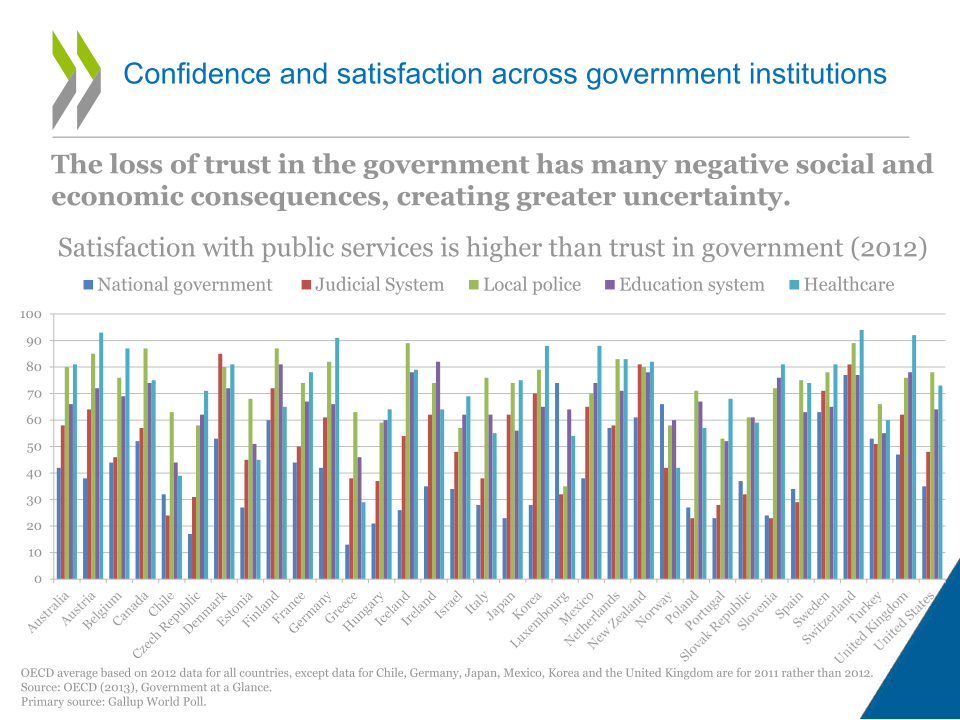 Confidence and satisfaction across government institutions
The loss of trust in the government has many negative social and
economic consequences, creating greater uncertainty.
Satisfaction with public services is higher than trust in government (2012)
National government Judicial System Local police Education system Healthcare
100
90
80
70
60
50
40
30
20
10
0
Australia
Austria
Belgium
Canada
Chile
Czech Republic
Denmark
Estonia
Finland
France
Germany
Greece
Hungary
Iceland
Ireland
Israel
Italy
Japan
Korea
Luxembourg
Mexico
Netherlands
New Zealand
Norway
Poland
Portugal
Slovak Republic
Slovenia
Spain
Sweden
Switzerland
Turkey
United Kingdom
United States
OECD average based on 2012 data for all countries, except data for Chile, Germany, Japan, Mexico, Korea and the United Kingdom are for 2011 rather than 2012.
Source: OECD (2013), Government at a Glance.
Primary source: Gallup World Poll.